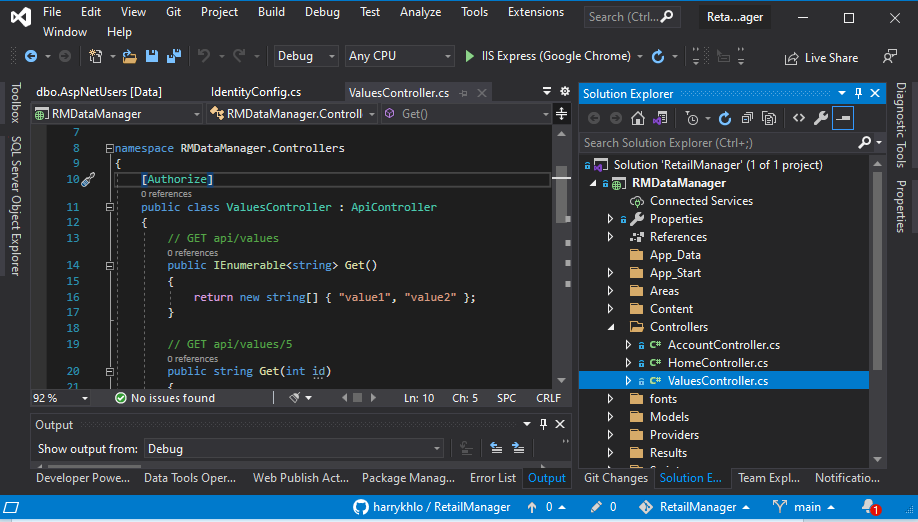 File Edit View Git Project Build Debug Test Analyze Tools Extensions
Window Help
Search (Ctrl+...
Reta...ager
Debug Any CPU IIS Express (Google Chrome) Live Share
Toolbox
SQL Server Object Explorer
dbo.AspNetUsers [Data] IdentityConfig.cs ValuesController.cs
RMDataManager RMDataManager.Controll Get()
7
8 namespace RMDataManager.Controllers
9 {
10 [Authorize]
0 references
11 public class ValuesController : ApiController
12 {
13 // GET api/values
0 references
14 public IEnumerable<string> Get()
15 {
16 return new string[] { "value1", "value2" };
17 }
18
19 // GET api/values/5
0 references
20 public string Get(int id)
21 {
92 % No issues found Ln: 10 Ch: 5 SPC CRLF
Output
Show output from: Debug
Developer Powe... Data Tools Oper... Web Publish Act... Package Manag... Error List Output
Solution Explorer
Search Solution Explorer (Ctrl+;)
Solution 'RetailManager' (1 of 1 project)
RMDataManager
Connected Services
Properties
References
App_Data
App_Start
Areas
Content
Controllers
C# AccountController.cs
C# HomeController.cs
C# ValuesController.cs
fonts
Models
Providers
Results
Git Changes Solution E... Team Expl... Notificatio...
Diagnostic Tools
Properties
harrykhlo / RetailManager 0 0 RetailManager main 1